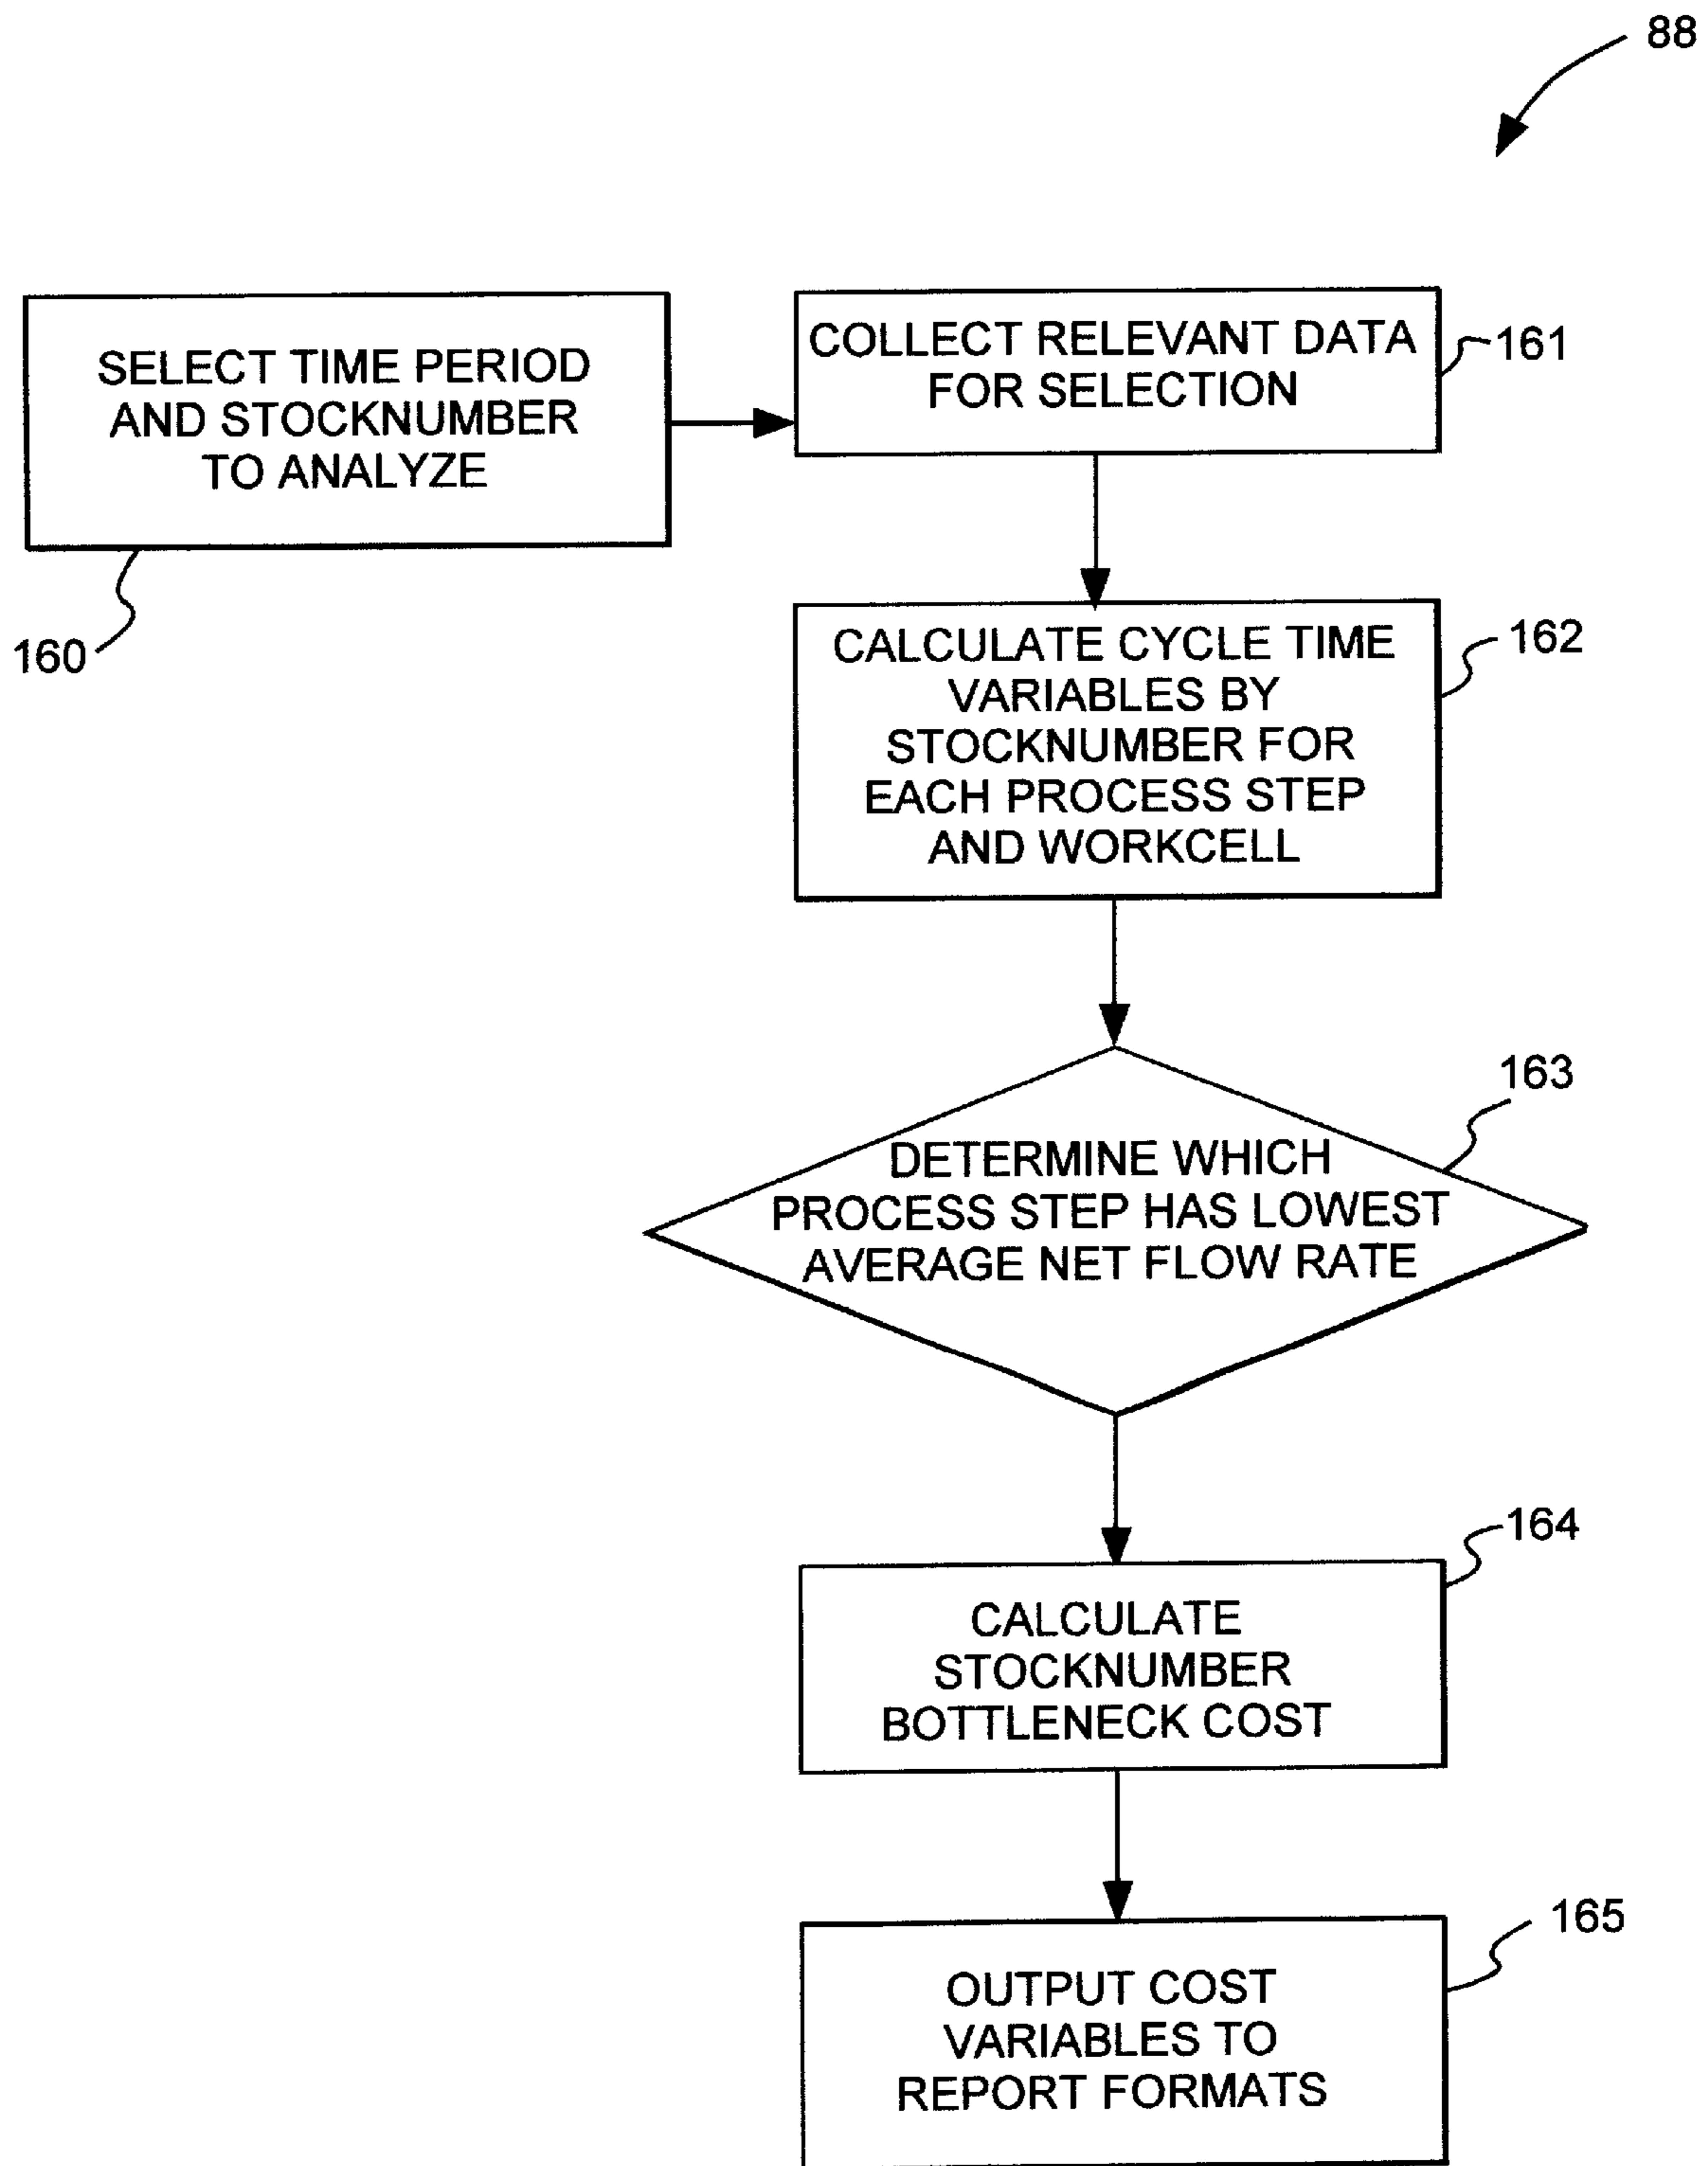 88
SELECT TIME PERIOD
AND STOCKNUMBER
TO ANALYZE
160
COLLECT RELEVANT DATA
FOR SELECTION
161
CALCULATE CYCLE TIME
VARIABLES BY
STOCKNUMBER FOR
EACH PROCESS STEP
AND WORKCELL
162
DETERMINE WHICH
PROCESS STEP HAS LOWEST
AVERAGE NET FLOW RATE
163
CALCULATE
STOCKNUMBER
BOTTLENECK COST
164
OUTPUT COST
VARIABLES TO
REPORT FORMATS
165